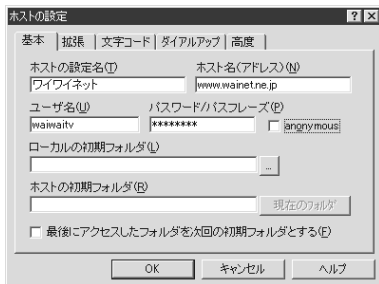 ホストの設定
基本 拡張 文字コード ダイアルアップ 高度
ホストの設定名(T) ホスト名(アドレス)(N)
ワイワイネット www.wainet.ne.jp
ユーザ名(U) パスワード/パスフレーズ(P)
waiwaitv ******** anonymous
ローカルの初期フォルダ(L)
...
ホストの初期フォルダ(R)
現在のフォルダ
最後にアクセスしたフォルダを次回の初期フォルダとする(F)
OK キャンセル ヘルプ